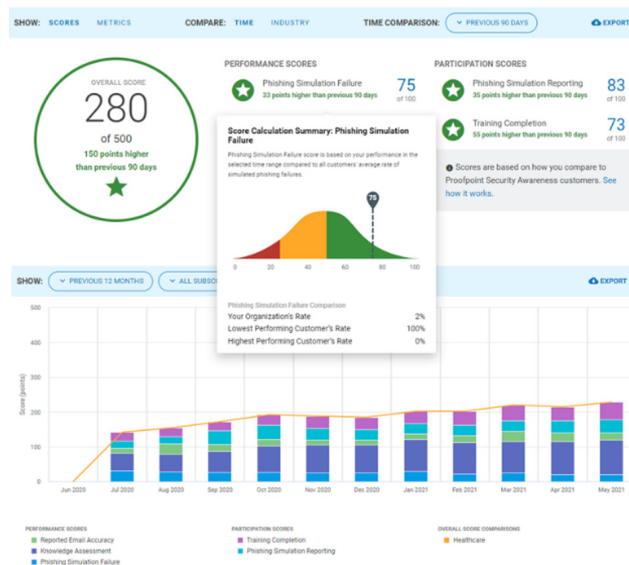 SHOW: SCORES METRICS COMPARE: TIME INDUSTRY TIME COMPARISON: PREVIOUS 90 DAYS EXPORT
OVERALL SCORE
280
of 500
150 points higher
than previous 90 days
PERFORMANCE SCORES
Phishing Simulation Failure
33 points higher than previous 90 days
75
of 100
PARTICIPATION SCORES
Phishing Simulation Reporting
35 points higher than previous 90 days
83
of 100
Training Completion
55 points higher than previous 90 days
73
of 100
Scores are based on how you compare to
Proofpoint Security Awareness customers. See
how it works.
Score Calculation Summary: Phishing Simulation
Failure
Phishing Simulation Failure score is based on your performance in the
selected time range compared to all customers' average rate of
simulated phishing failures.
75
0 20 40 60 80 100
Phishing Simulation Failure Comparison
Your Organization's Rate 2%
Lowest Performing Customer's Rate 100%
Highest Performing Customer's Rate 0%
SHOW: PREVIOUS 12 MONTHS ALL SUBSC EXPORT
Score (points)
500
400
300
200
100
0
Jun 2020 Jul 2020 Aug 2020 Sep 2020 Oct 2020 Nov 2020 Dec 2020 Jan 2021 Feb 2021 Mar 2021 Apr 2021 May 2021
PERFORMANCE SCORES
Reported Email Accuracy
Knowledge Assessment
Phishing Simulation Failure
PARTICIPATION SCORES
Training Completion
Phishing Simulation Reporting
OVERALL SCORE COMPARISONS
Healthcare